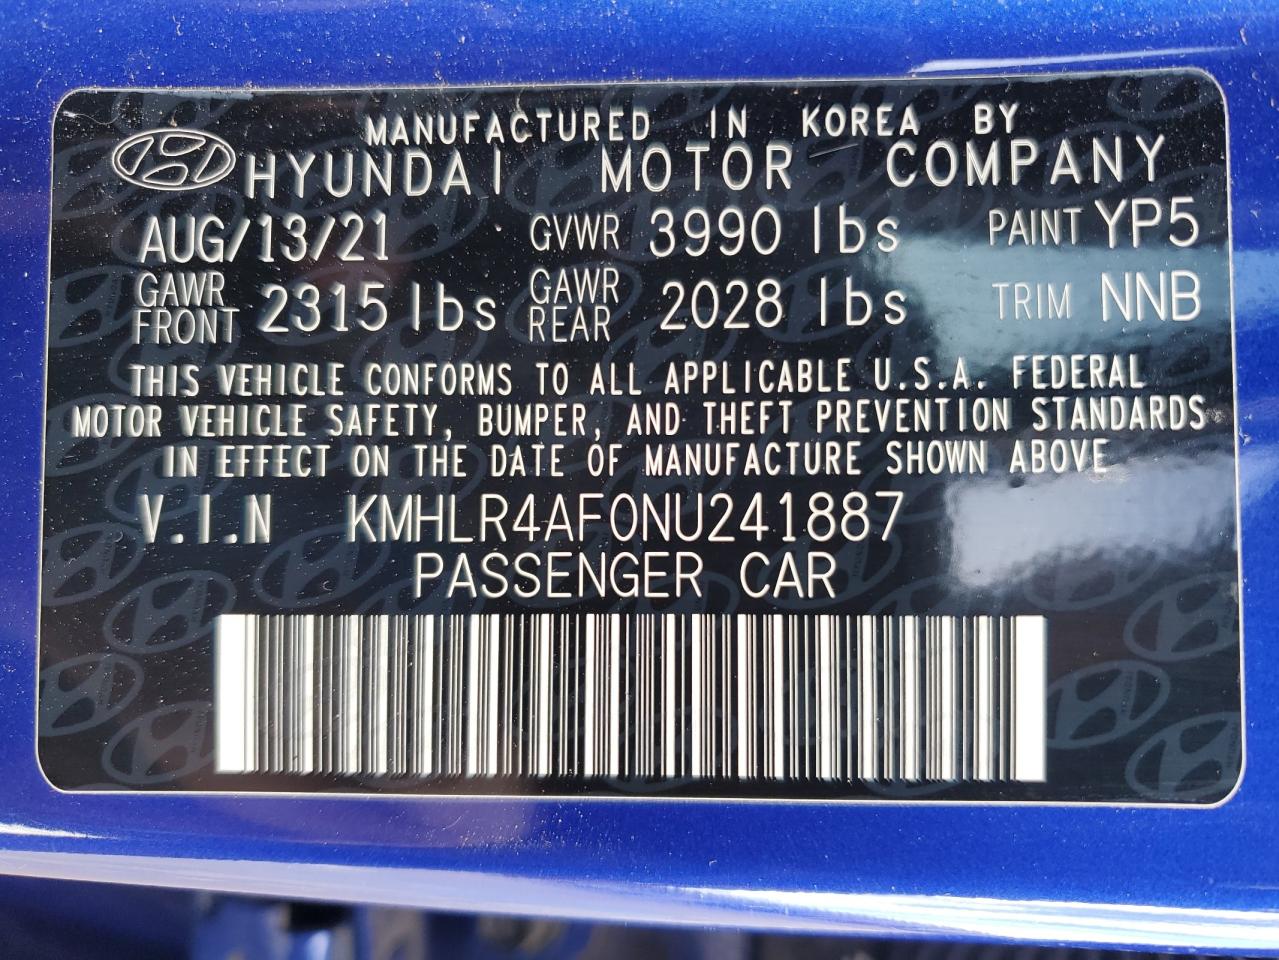 MANUFACTURED IN KOREA BY
HYUNDAI MOTOR COMPANY
AUG/13/21 GVWR 3990 lbs PAINT YP5
GAWR FRONT 2315 lbs GAWR REAR 2028 lbs TRIM NNB
THIS VEHICLE CONFORMS TO ALL APPLICABLE U.S.A. FEDERAL
MOTOR VEHICLE SAFETY, BUMPER, AND THEFT PREVENTION STANDARDS
IN EFFECT ON THE DATE OF MANUFACTURE SHOWN ABOVE
V.I.N KMHLR4AF0NU241887
PASSENGER CAR